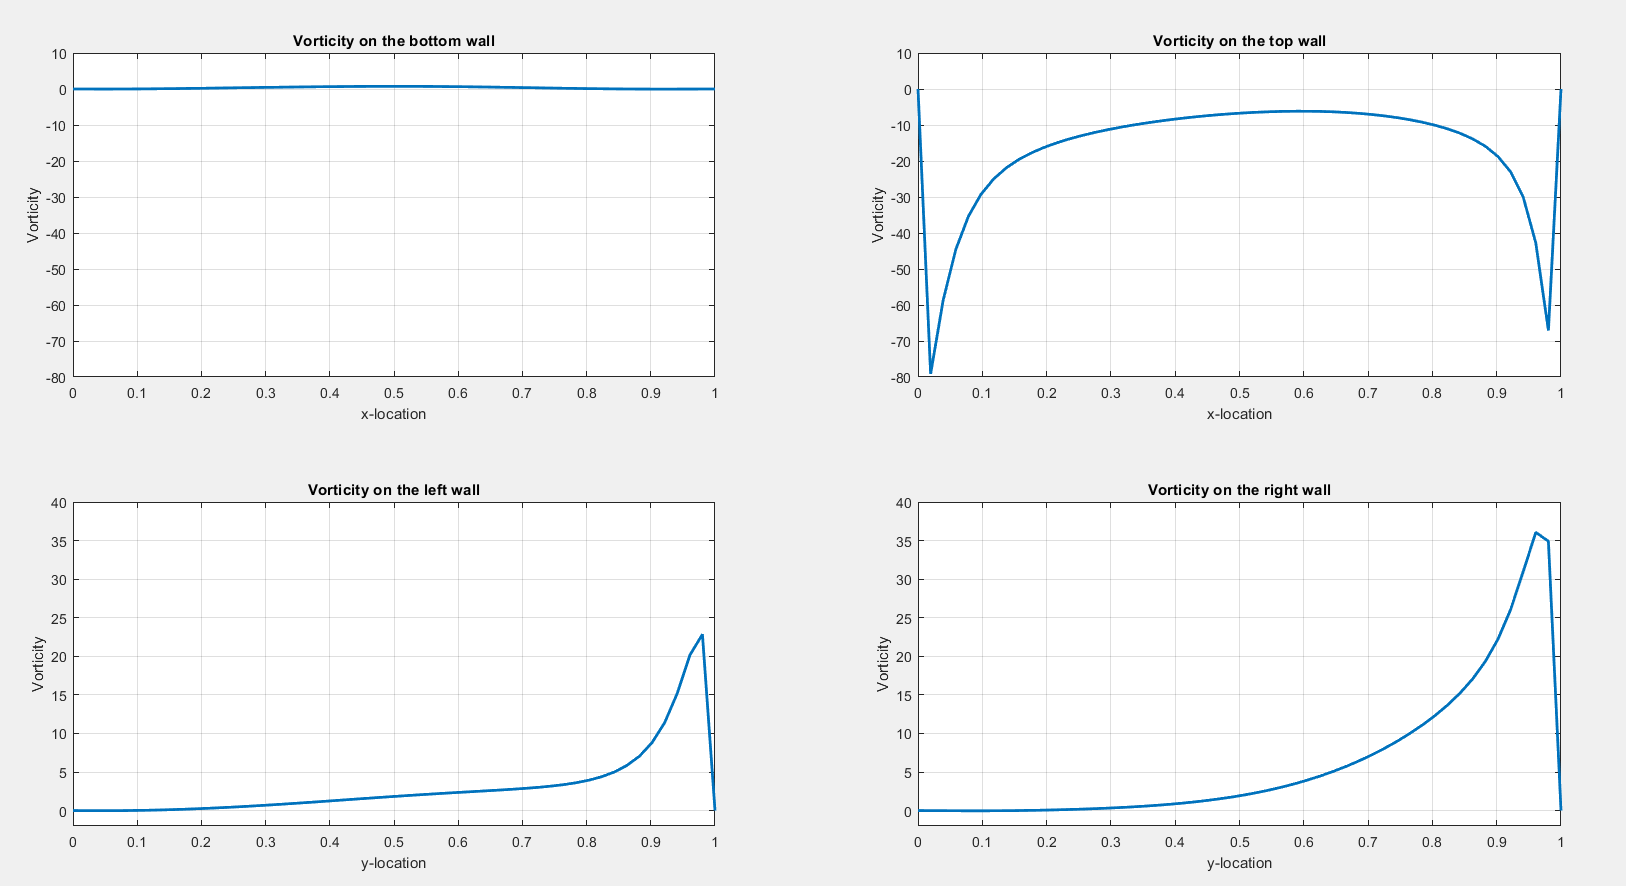 Vorticity on the bottom wall
10
0
-10
-20
-30
-40
-50
-60
-70
-80
Vorticity
0 0.1 0.2 0.3 0.4 0.5 0.6 0.7 0.8 0.9 1
x-location
Vorticity on the top wall
10
0
-10
-20
-30
-40
-50
-60
-70
-80
Vorticity
0 0.1 0.2 0.3 0.4 0.5 0.6 0.7 0.8 0.9 1
x-location
Vorticity on the left wall
40
35
30
25
20
15
10
5
0
Vorticity
0 0.1 0.2 0.3 0.4 0.5 0.6 0.7 0.8 0.9 1
y-location
Vorticity on the right wall
40
35
30
25
20
15
10
5
0
Vorticity
0 0.1 0.2 0.3 0.4 0.5 0.6 0.7 0.8 0.9 1
y-location